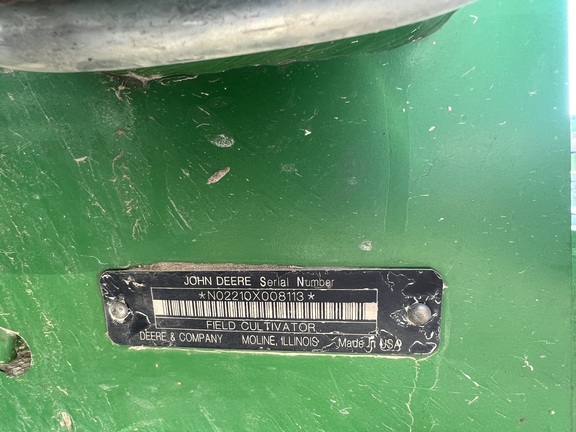 JOHN DEERE Serial Number
*N02210X008113*
FIELD CULTIVATOR
DEERE & COMPANY MOLINE, ILLINOIS Made in USA